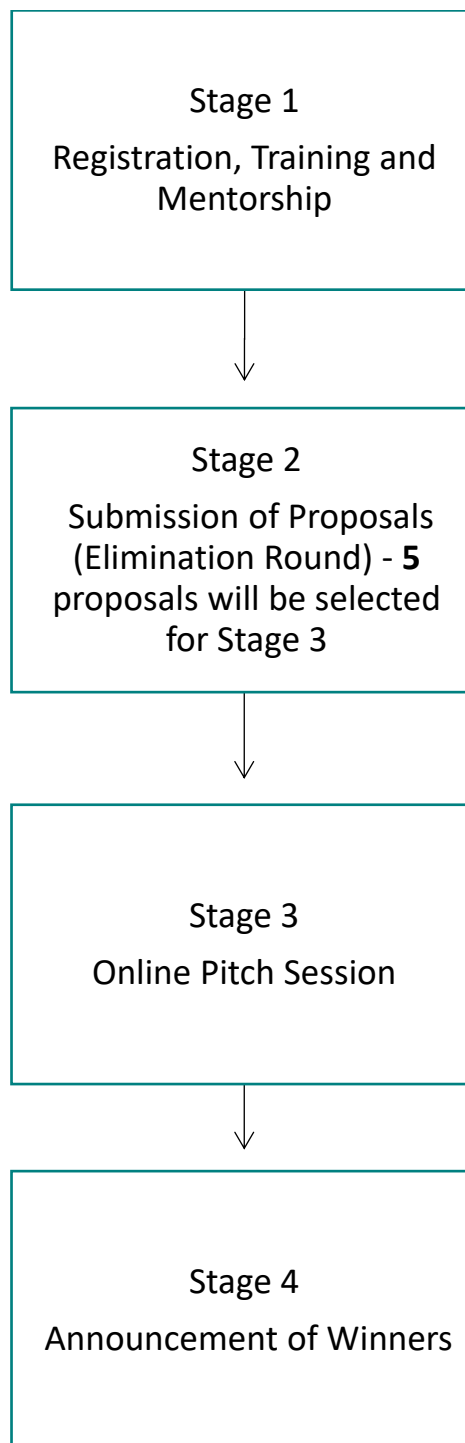 Stage 1
Registration, Training and
Mentorship
Stage 2
Submission of Proposals
(Elimination Round) - 5
proposals will be selected
for Stage 3
Stage 3
Online Pitch Session
Stage 4
Announcement of Winners